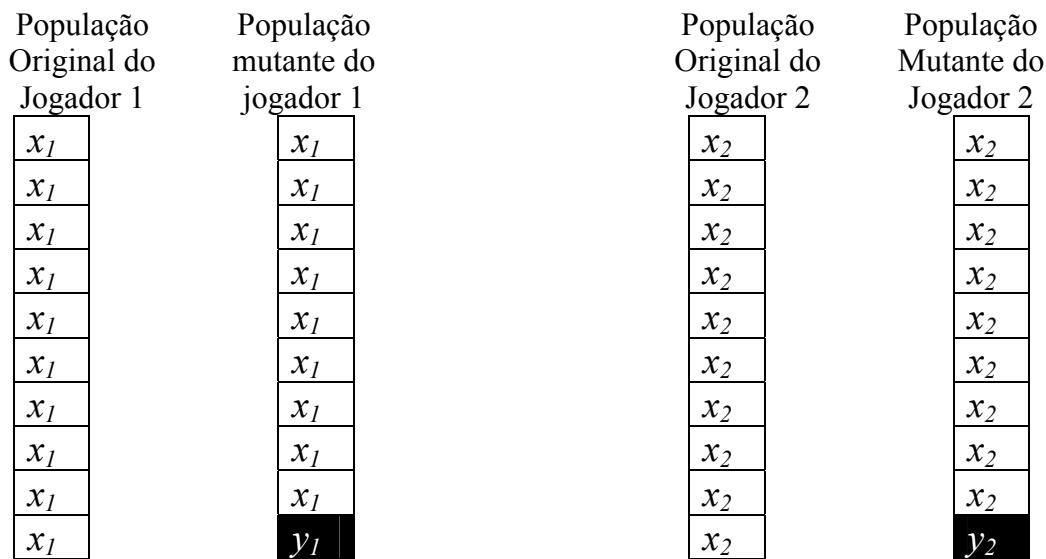 População População População População
Original do mutante do Original do Mutante do
Jogador 1 jogador 1 Jogador 2 Jogador 2
x₁ x₁ x₂ x₂
x₁ x₁ x₂ x₂
x₁ x₁ x₂ x₂
x₁ x₁ x₂ x₂
x₁ x₁ x₂ x₂
x₁ x₁ x₂ x₂
x₁ x₁ x₂ x₂
x₁ x₁ x₂ x₂
x₁ x₁ x₂ x₂
x₁ y₁ x₂ y₂